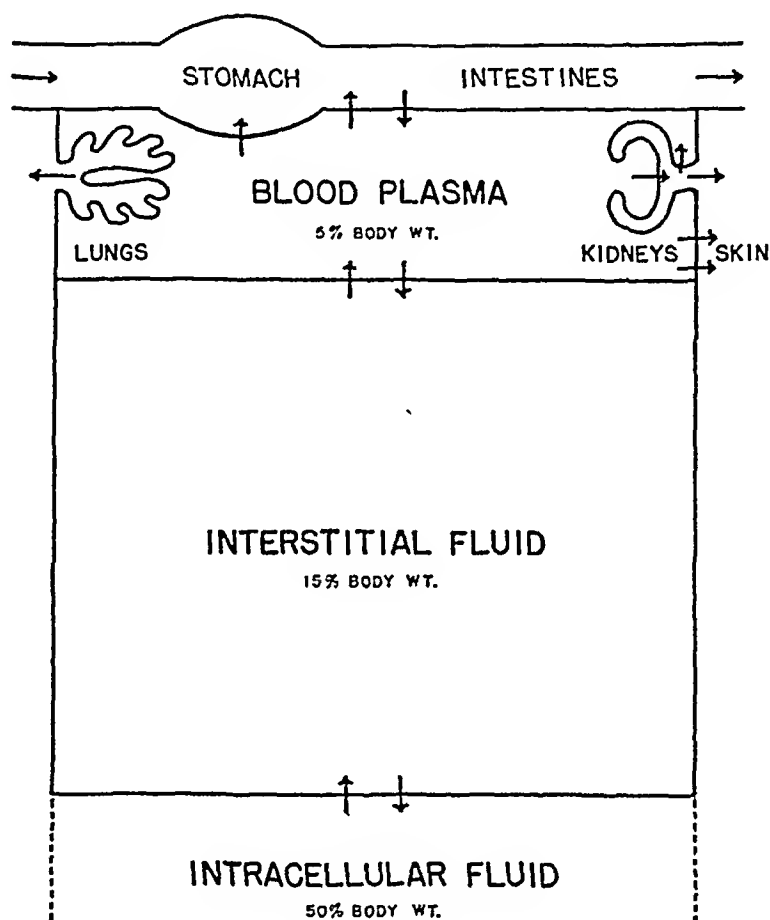 STOMACH INTESTINES
BLOOD PLASMA
5% BODY WT.
LUNGS KIDNEYS SKIN
INTERSTITIAL FLUID
15% BODY WT.
INTRACELLULAR FLUID
50% BODY WT.